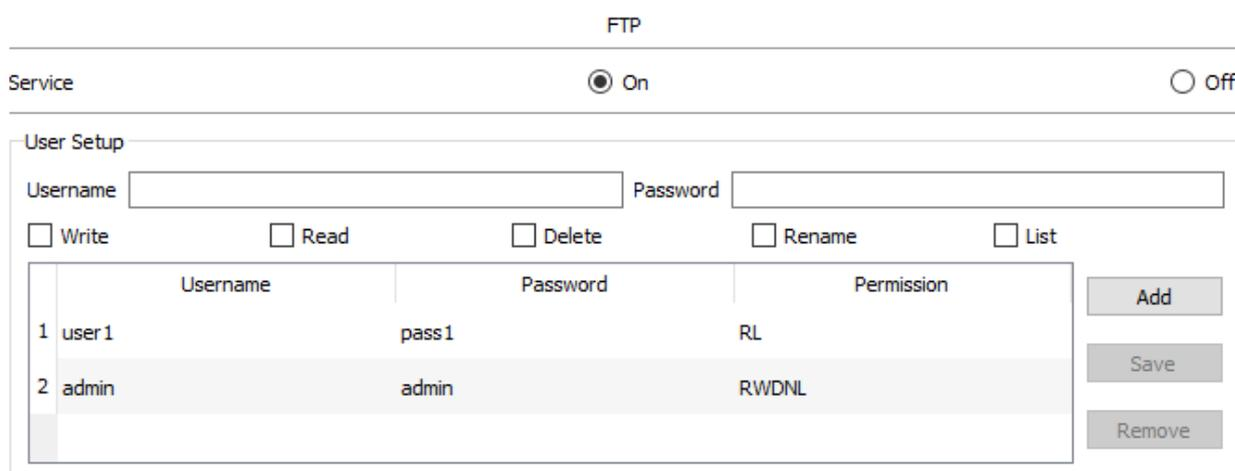 FTP
Service On Off
User Setup
Username Password
Write Read Delete Rename List
Username Password Permission
Add
1 user1 pass1 RL
Save
2 admin admin RWDNL
Remove